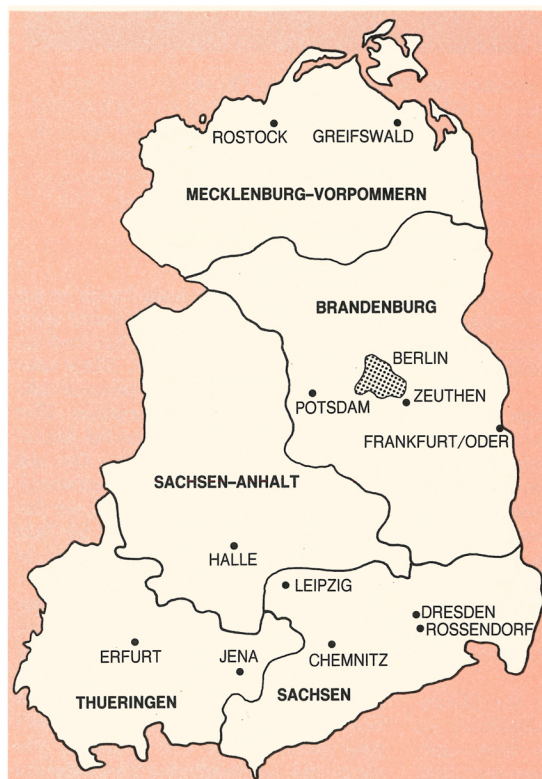 ROSTOCK GREIFSWALD
MECKLENBURG-VORPOMMERN
BRANDENBURG
BERLIN
ZEUTHEN
POTSDAM
FRANKFURT/ODER
SACHSEN-ANHALT
HALLE
LEIPZIG
DRESDEN
ROSSENDORF
ERFURT
JENA
CHEMNITZ
THUERINGEN
SACHSEN